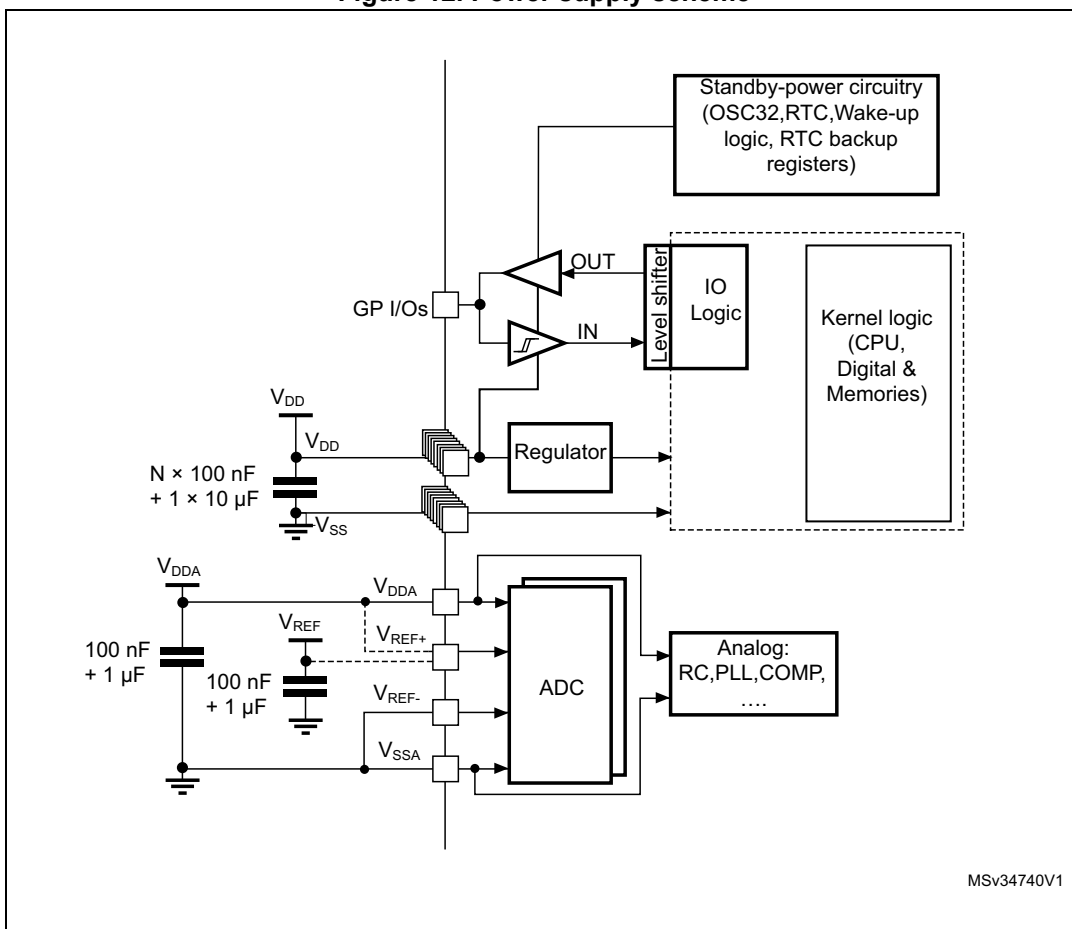 Figure 12. Power supply scheme
Standby-power circuitry
(OSC32,RTC,Wake-up
logic, RTC backup
registers)
OUT
GP I/Os
IN
Level shifter
IO
Logic
Kernel logic
(CPU,
Digital &
Memories)
VDD
VDD
N × 100 nF
+ 1 × 10 µF
Regulator
VSS
VDDA
VDDA
VREF
VREF+
100 nF
+ 1 µF
100 nF
+ 1 µF
VREF-
ADC
VSSA
Analog:
RC,PLL,COMP,
....
MSv34740V1